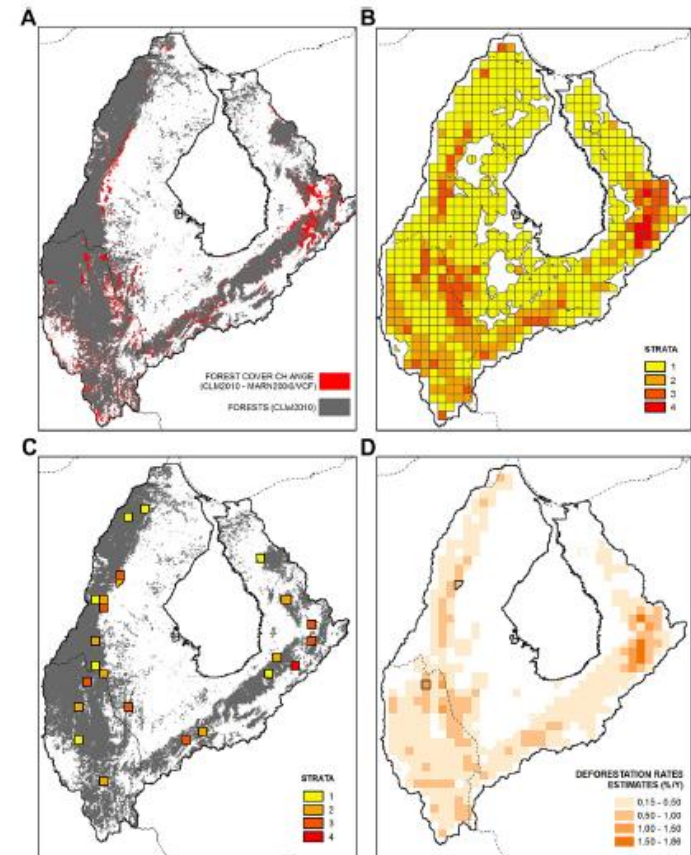 A
FOREST COVER CHANGE
(CLM2010 - MARN2000/VCF)
FORESTS (CLM2010)
B
STRATA
1
2
3
4
C
STRATA
1
2
3
4
D
DEFORESTATION RATES
ESTIMATES (%/Y)
0,15 - 0,50
0,50 - 1,00
1,00 - 1,50
1,50 - 1,86